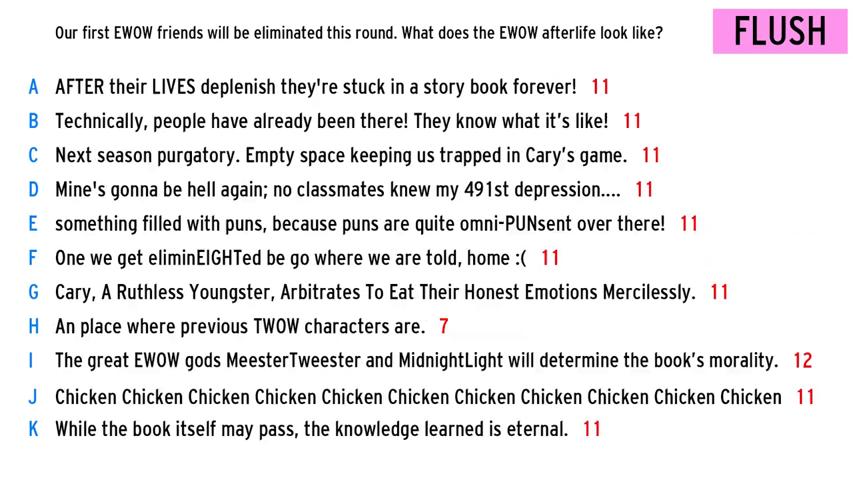 Our first EWOW friends will be eliminated this round. What does the EWOW afterlife look like?
FLUSH
A AFTER their LIVES deplenish they're stuck in a story book forever! 11
B Technically, people have already been there! They know what it's like! 11
C Next season purgatory. Empty space keeping us trapped in Cary's game. 11
D Mine's gonna be hell again; no classmates knew my 491st depression.... 11
E something filled with puns, because puns are quite omni-PUNsent over there! 11
F One we get eliminEIGHTed be go where we are told, home :( 11
G Cary, A Ruthless Youngster, Arbitrates To Eat Their Honest Emotions Mercilessly. 11
H An place where previous TWOW characters are. 7
I The great EWOW gods MeesterTweester and MidnightLight will determine the book's morality. 12
J Chicken Chicken Chicken Chicken Chicken Chicken Chicken Chicken Chicken Chicken Chicken 11
K While the book itself may pass, the knowledge learned is eternal. 11